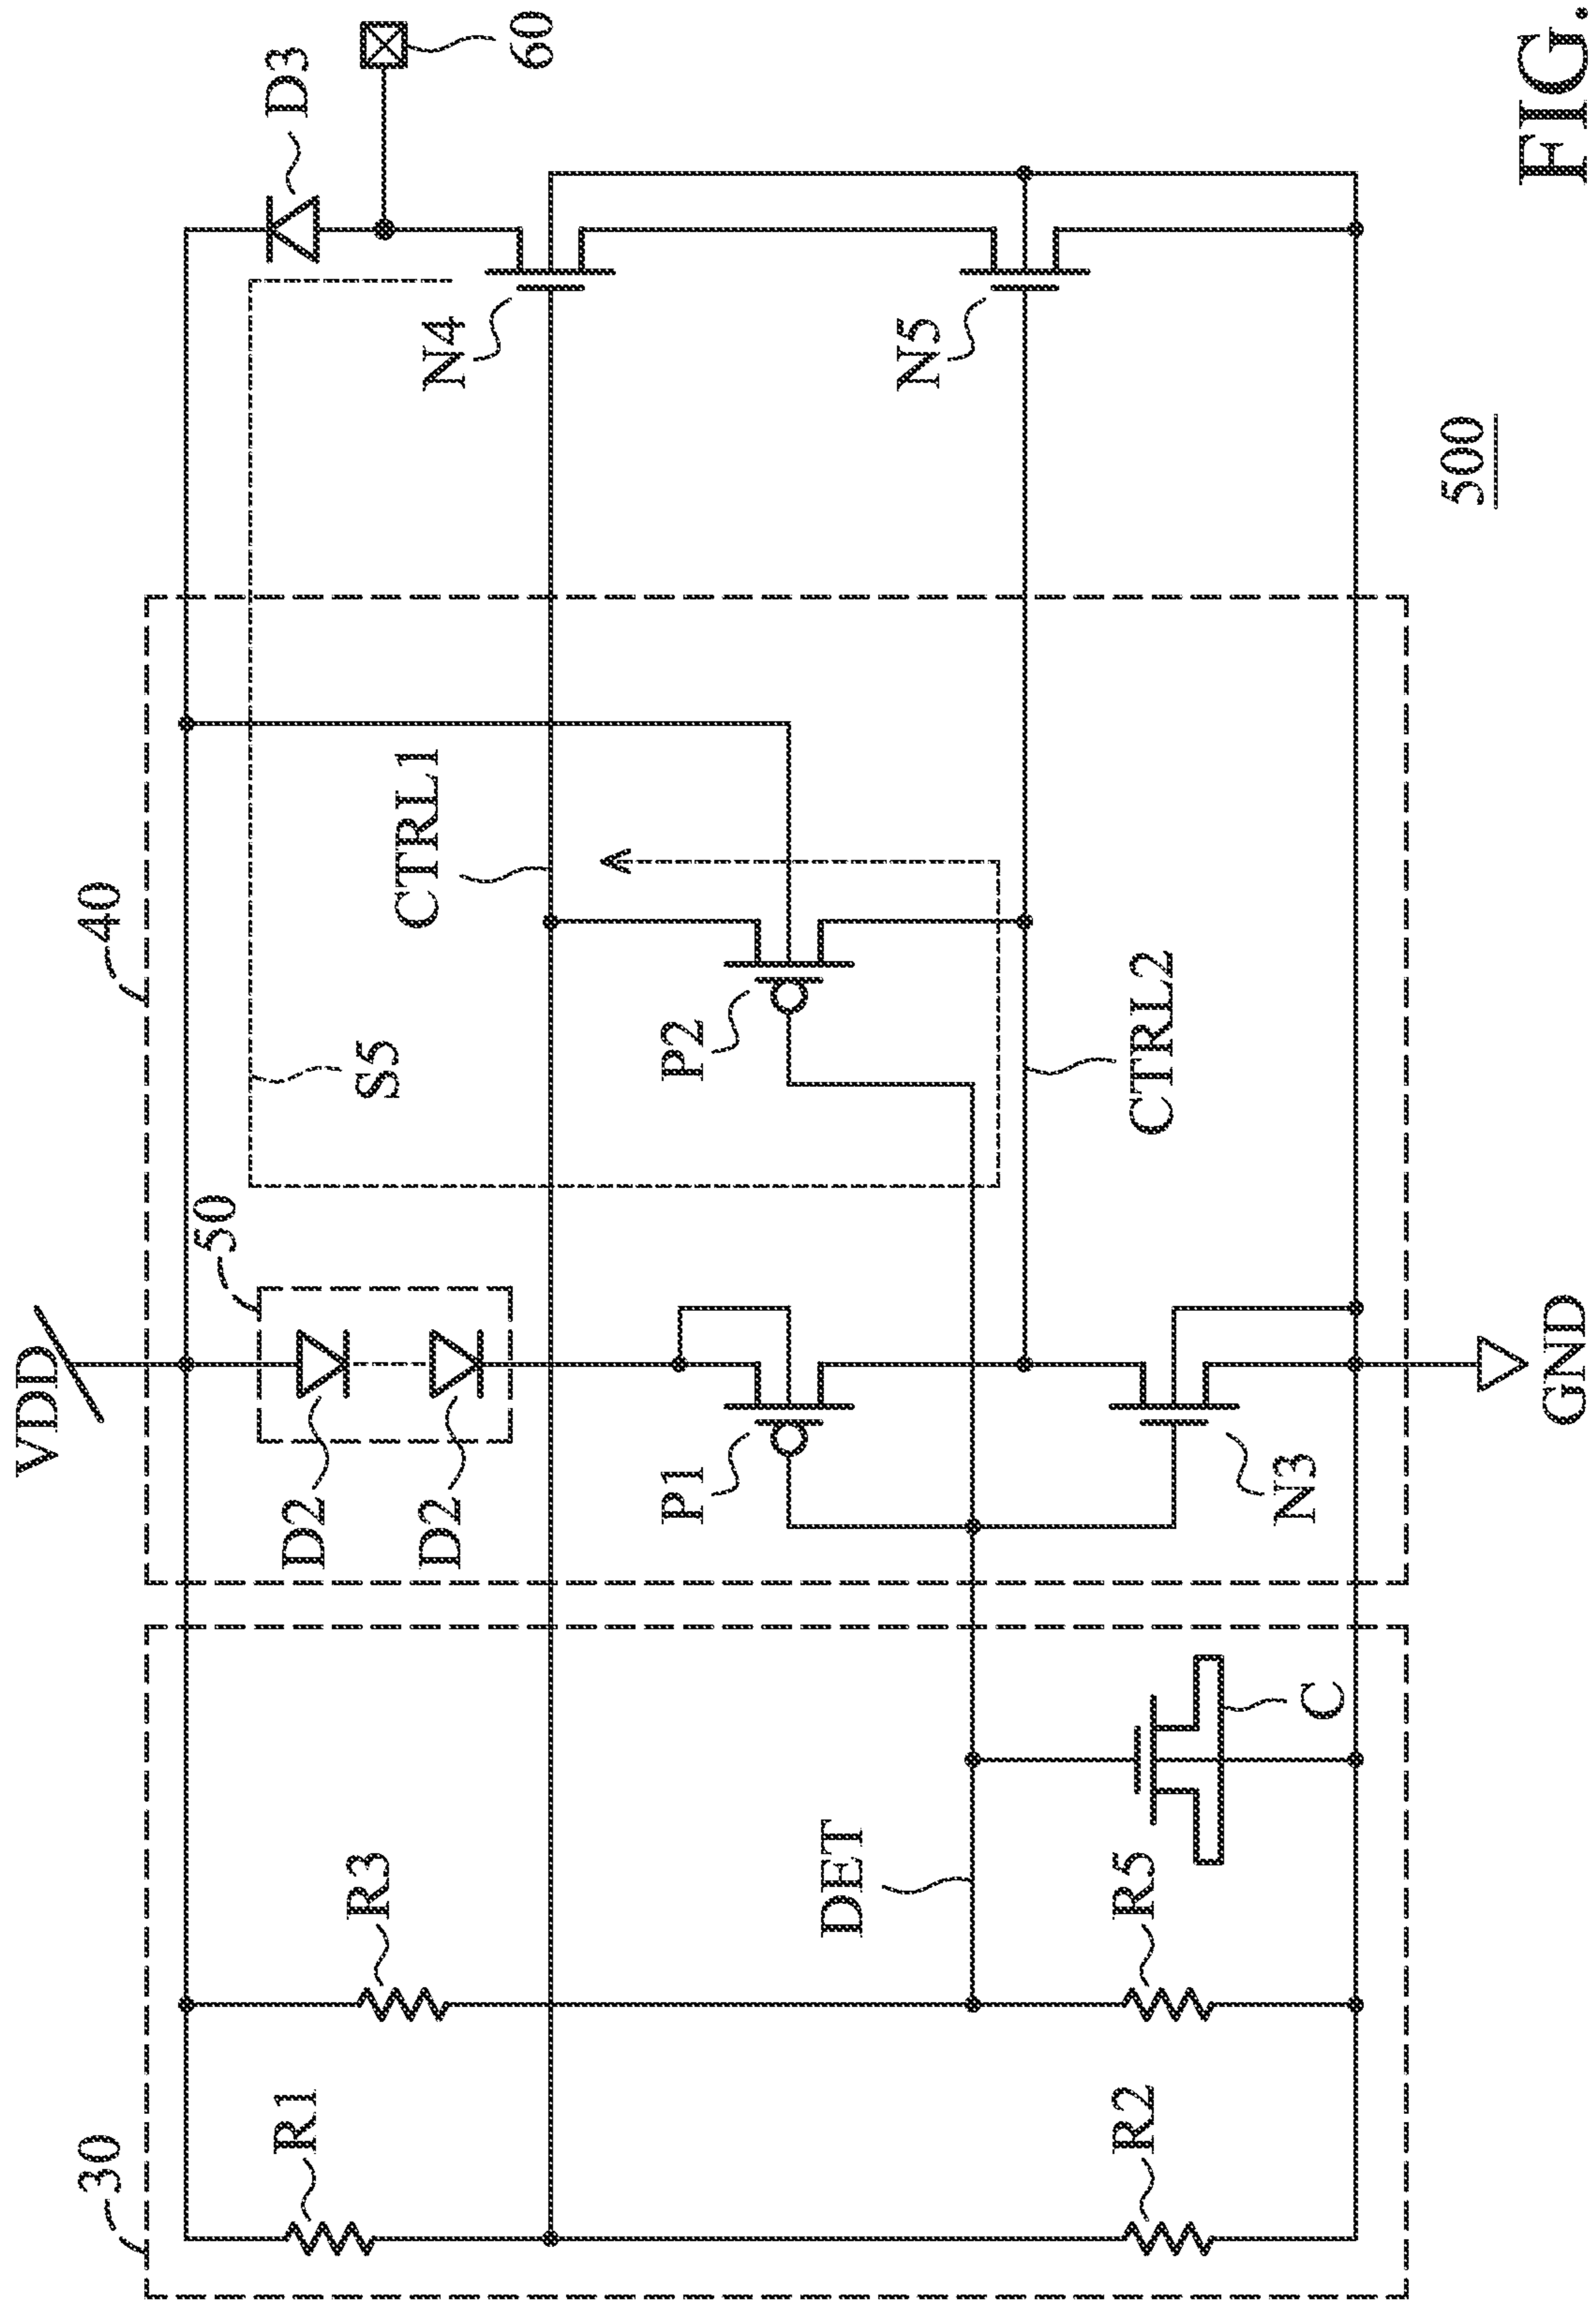 30
R1
R3
R2
R5
DET
C
40
VDD
50
D2
D2
P1
N3
GND
S5
P2
CTRL1
CTRL2
N4
N5
D3
60
500
FIG.